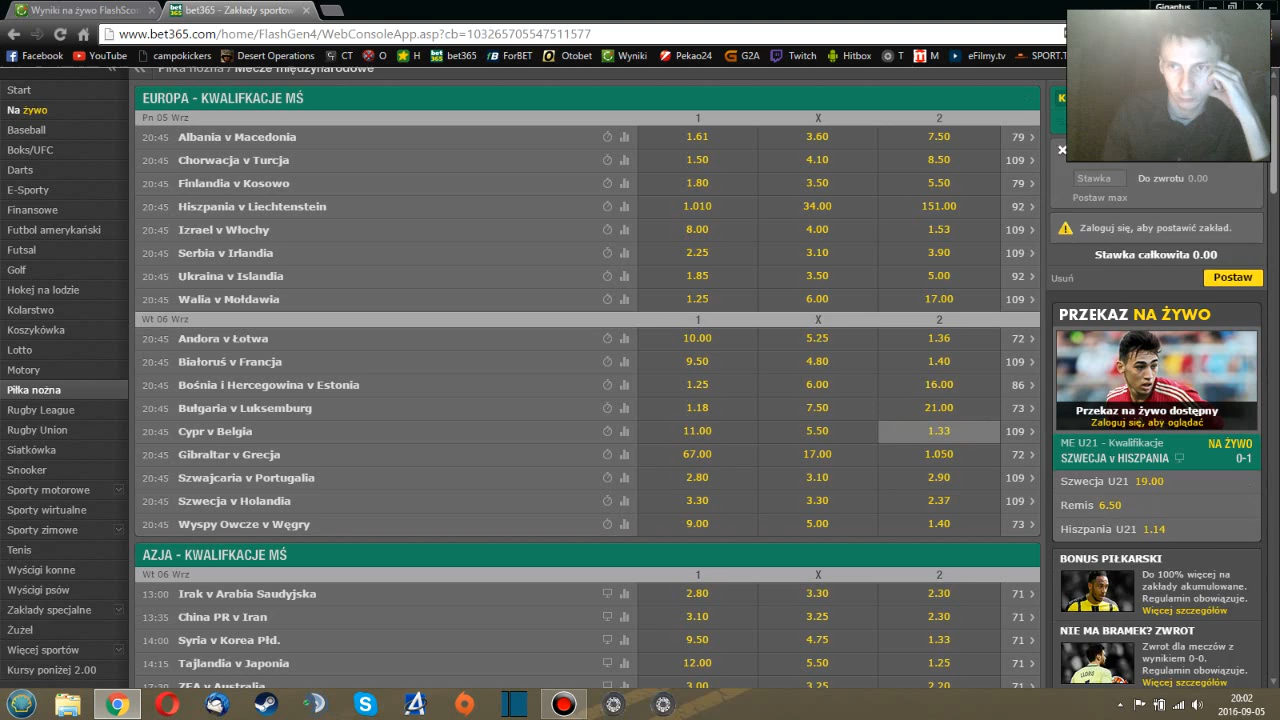 Wyniki na żywo FlashSco
bet365 - Zakłady sportow
Gigantus
www.bet365.com/home/FlashGen4/WebConsoleApp.asp?cb=103265705547511577
Facebook YouTube campokickers Desert Operations CT O H bet365 ForBET Otobet Wyniki Pekao24 G2A Twitch Hitbox T M eFilmy.tv SPORT.T
Piłka nożna / Mecze międzynarodowe
Start
Na żywo
Baseball
Boks/UFC
Darts
E-Sporty
Finansowe
Futbol amerykański
Futsal
Golf
Hokej na lodzie
Kolarstwo
Koszykówka
Lotto
Motory
Piłka nożna
Rugby League
Rugby Union
Siatkówka
Snooker
Sporty motorowe
Sporty wirtualne
Sporty zimowe
Tenis
Wyścigi konne
Wyścigi psów
Zakłady specjalne
Żużel
Więcej sportów
Kursy poniżej 2.00
EUROPA - KWALIFKACJE MŚ
Pn 05 Wrz 1 X 2
20:45 Albania v Macedonia 1.61 3.60 7.50 79
20:45 Chorwacja v Turcja 1.50 4.10 8.50 109
20:45 Finlandia v Kosowo 1.80 3.50 5.50 79
20:45 Hiszpania v Liechtenstein 1.010 34.00 151.00 92
20:45 Izrael v Włochy 8.00 4.00 1.53 109
20:45 Serbia v Irlandia 2.25 3.10 3.90 109
20:45 Ukraina v Islandia 1.85 3.50 5.00 92
20:45 Walia v Mołdawia 1.25 6.00 17.00 109
Wt 06 Wrz 1 X 2
20:45 Andora v Łotwa 10.00 5.25 1.36 72
20:45 Białoruś v Francja 9.50 4.80 1.40 109
20:45 Bośnia i Hercegowina v Estonia 1.25 6.00 16.00 86
20:45 Bułgaria v Luksemburg 1.18 7.50 21.00 73
20:45 Cypr v Belgia 11.00 5.50 1.33 109
20:45 Gibraltar v Grecja 67.00 17.00 1.050 72
20:45 Szwajcaria v Portugalia 2.80 3.10 2.90 109
20:45 Szwecja v Holandia 3.30 3.30 2.37 109
20:45 Wyspy Owcze v Węgry 9.00 5.00 1.40 73
AZJA - KWALIFKACJE MŚ
Wt 06 Wrz 1 X 2
13:00 Irak v Arabia Saudyjska 2.80 3.30 2.30 71
13:35 China PR v Iran 3.10 3.25 2.30 71
14:00 Syria v Korea Płd. 9.50 4.75 1.33 71
14:15 Tajlandia v Japonia 12.00 5.50 1.25 71
17:30 ZEA v Australia 3.00 3.25 2.20 71
K
Stawka Do zwrotu 0.00
Postaw max
Zaloguj się, aby postawić zakład.
Stawka całkowita 0.00
Usuń Postaw
PRZEKAZ NA ŻYWO
Przekaz na żywo dostępny
Zaloguj się, aby oglądać
ME U21 - Kwalifikacje NA ŻYWO
SZWECJA v HISZPANIA 0-1
Szwecja U21 19.00
Remis 6.50
Hiszpania U21 1.14
BONUS PIŁKARSKI
Do 100% więcej na
zakłady akumulowane.
Regulamin obowiązuje.
Więcej szczegółów
NIE MA BRAMEK? ZWROT
Zwrot dla meczów z
wynikiem 0-0.
Regulamin obowiązuje.
Więcej szczegółów
20:02
2016-09-05